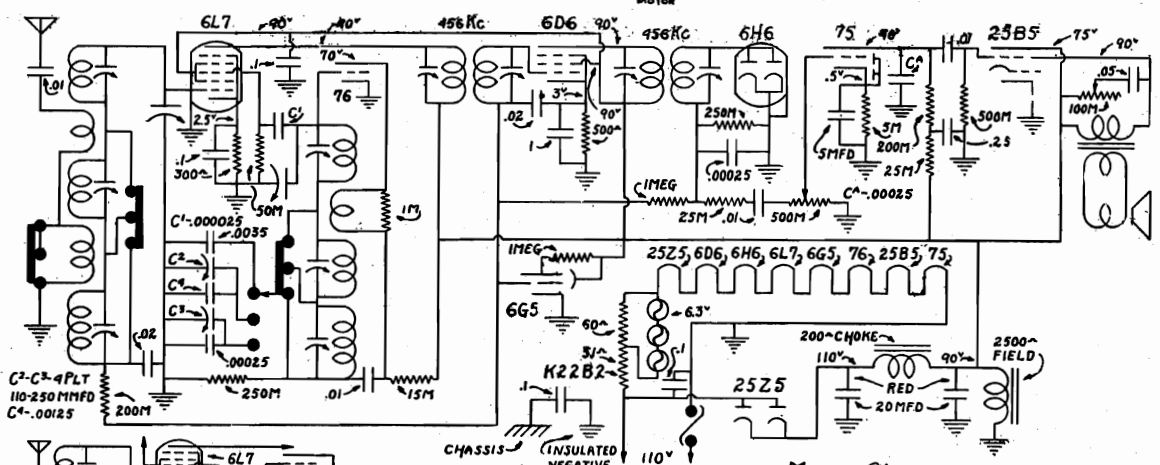 MOTOR
6L7
90ᵛ
90ᵛ
456Kc
6D6
90ᵛ
456Kc
6H6
75
90ᵛ
.01
25B5
75ᵛ
90ᵛ
.01
.1
70ᵛ
76
C^
.05
100M
.5ᵛ
3ᵛ
.02
90ᵛ
250M
2.5ᵛ
C'
500~
.1
5M
200M
500M
.25
.1
300~
5MFD
25M
.00025
50M
1M
1MEG
C^-.00025
25M
.01
500M
C'-.000025
.0035
C²
C⁴
C³
.00025
1MEG
6G5
25Z5
6D6
6H6
6L7
6G5
76
25B5
75
60~
6.3ᵛ
31~
.1
K22B2
200~CHOKE
2500~
FIELD
110ᵛ
90ᵛ
RED
20MFD
.02
C²-C³-4PLT
110-250MMFD
C⁴-.00125
200M
250M
.01
15M
.1
25Z5
CHASSIS
INSULATED
NEGATIVE
110ᵛ
6L7